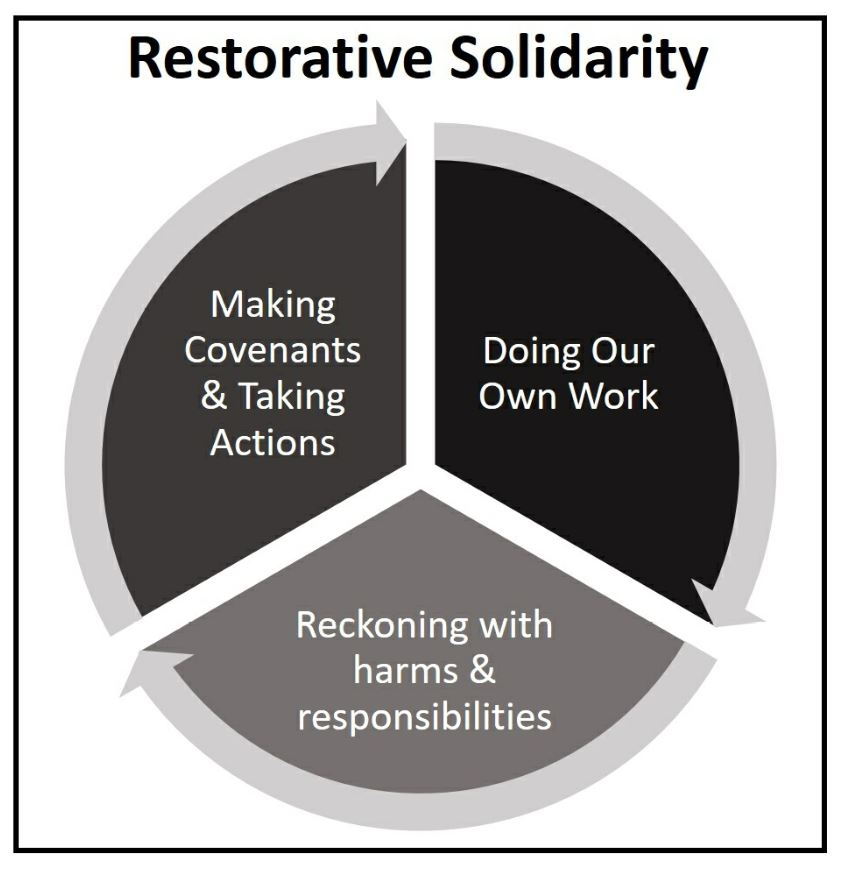 Restorative Solidarity
Making
Covenants
& Taking
Actions
Doing Our
Own Work
Reckoning with
harms &
responsibilities